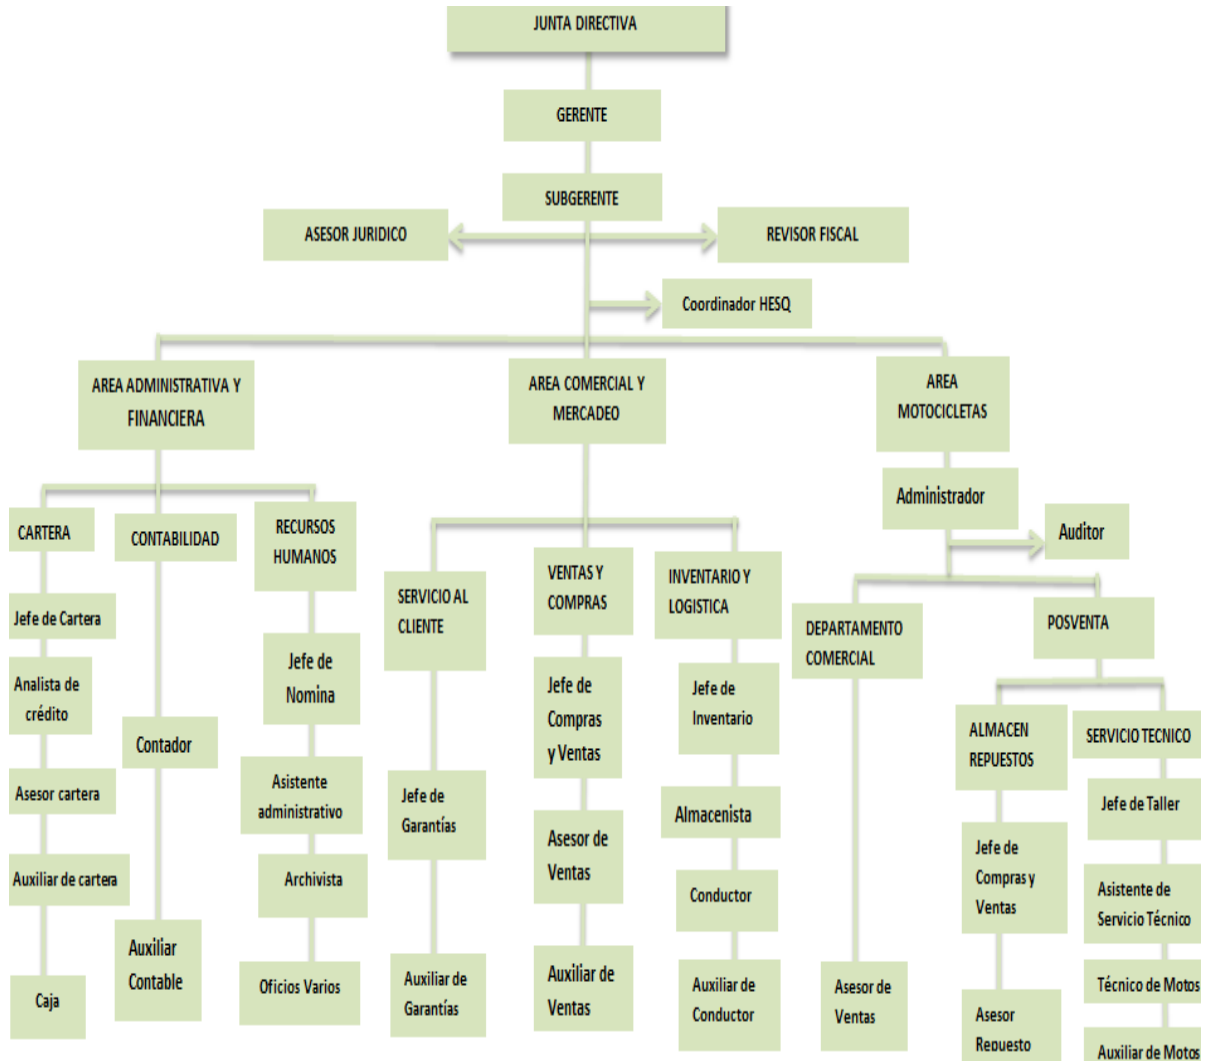 JUNTA DIRECTIVA
GERENTE
SUBGERENTE
ASESOR JURIDICO
REVISOR FISCAL
Coordinador HESQ
AREA ADMINISTRATIVA Y
FINANCIERA
AREA COMERCIAL Y
MERCADEO
AREA
MOTOCICLETAS
Administrador
Auditor
CARTERA
CONTABILIDAD
RECURSOS
HUMANOS
SERVICIO AL
CLIENTE
VENTAS Y
COMPRAS
INVENTARIO Y
LOGISTICA
DEPARTAMENTO
COMERCIAL
POSVENTA
Jefe de Cartera
Analista de
crédito
Asesor cartera
Auxiliar de cartera
Caja
Contador
Auxiliar
Contable
Jefe de
Nomina
Asistente
administrativo
Archivista
Oficios Varios
Jefe de
Garantías
Auxiliar de
Garantías
Jefe de
Compras
y Ventas
Asesor de
Ventas
Auxiliar de
Ventas
Jefe de
Inventario
Almacenista
Conductor
Auxiliar de
Conductor
Asesor de
Ventas
ALMACEN
REPUESTOS
Jefe de
Compras y
Ventas
Asesor
Repuesto
SERVICIO TECNICO
Jefe de Taller
Asistente de
Servicio Técnico
Técnico de Motos
Auxiliar de Motos